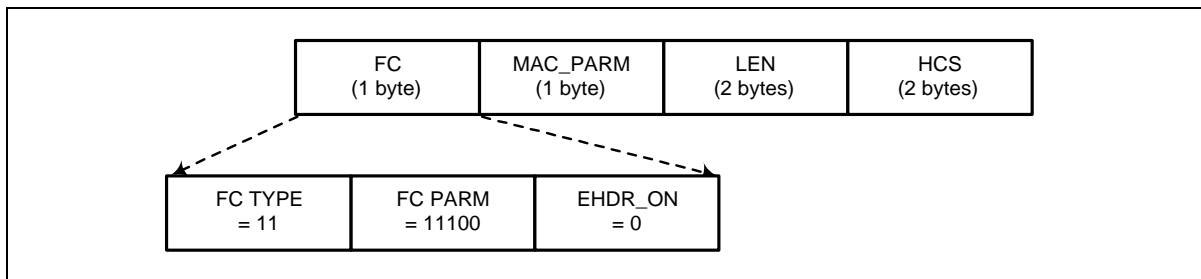 FC
(1 byte)
MAC_PARM
(1 byte)
LEN
(2 bytes)
HCS
(2 bytes)
FC TYPE
= 11
FC PARM
= 11100
EHDR_ON
= 0